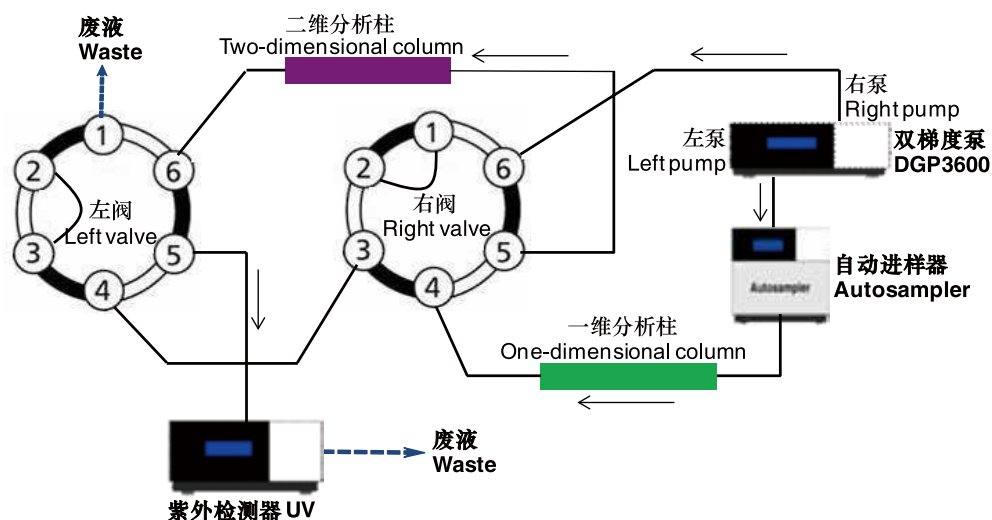 废液
Waste
二维分析柱
Two-dimensional column
右泵
Right pump
左泵
Left pump
双梯度泵
DGP3600
1
2
3
4
5
6
左阀
Left valve
1
2
3
4
5
6
右阀
Right valve
自动进样器
Autosampler
Autosampler
一维分析柱
One-dimensional column
废液
Waste
紫外检测器 UV